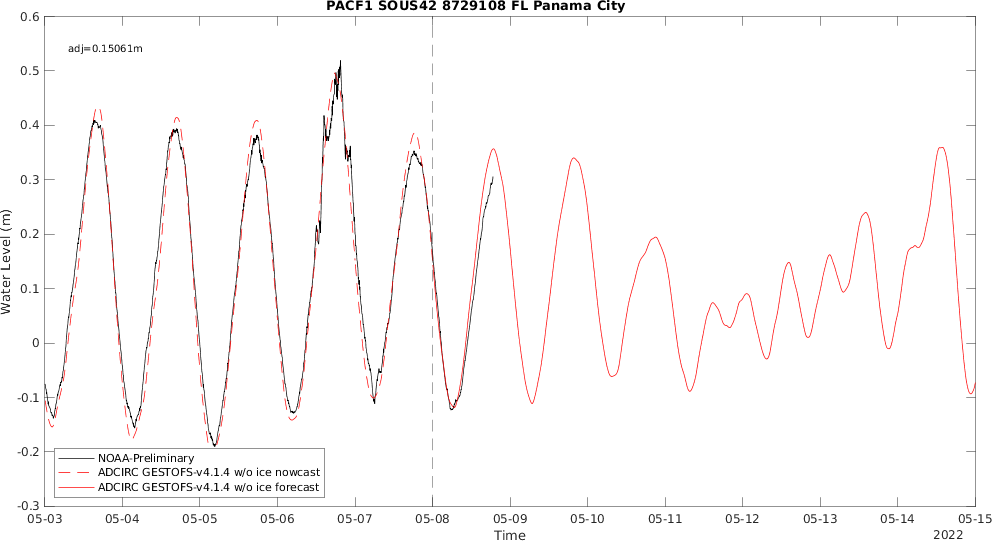 PACF1 SOUS42 8729108 FL Panama City
0.6
adj=0.15061m
0.5
0.4
0.3
0.2
0.1
0
-0.1
-0.2
-0.3
Water Level (m)
NOAA-Preliminary
ADCIRC GESTOFS-v4.1.4 w/o ice nowcast
ADCIRC GESTOFS-v4.1.4 w/o ice forecast
05-03 05-04 05-05 05-06 05-07 05-08 05-09 05-10 05-11 05-12 05-13 05-14 05-15
Time
2022